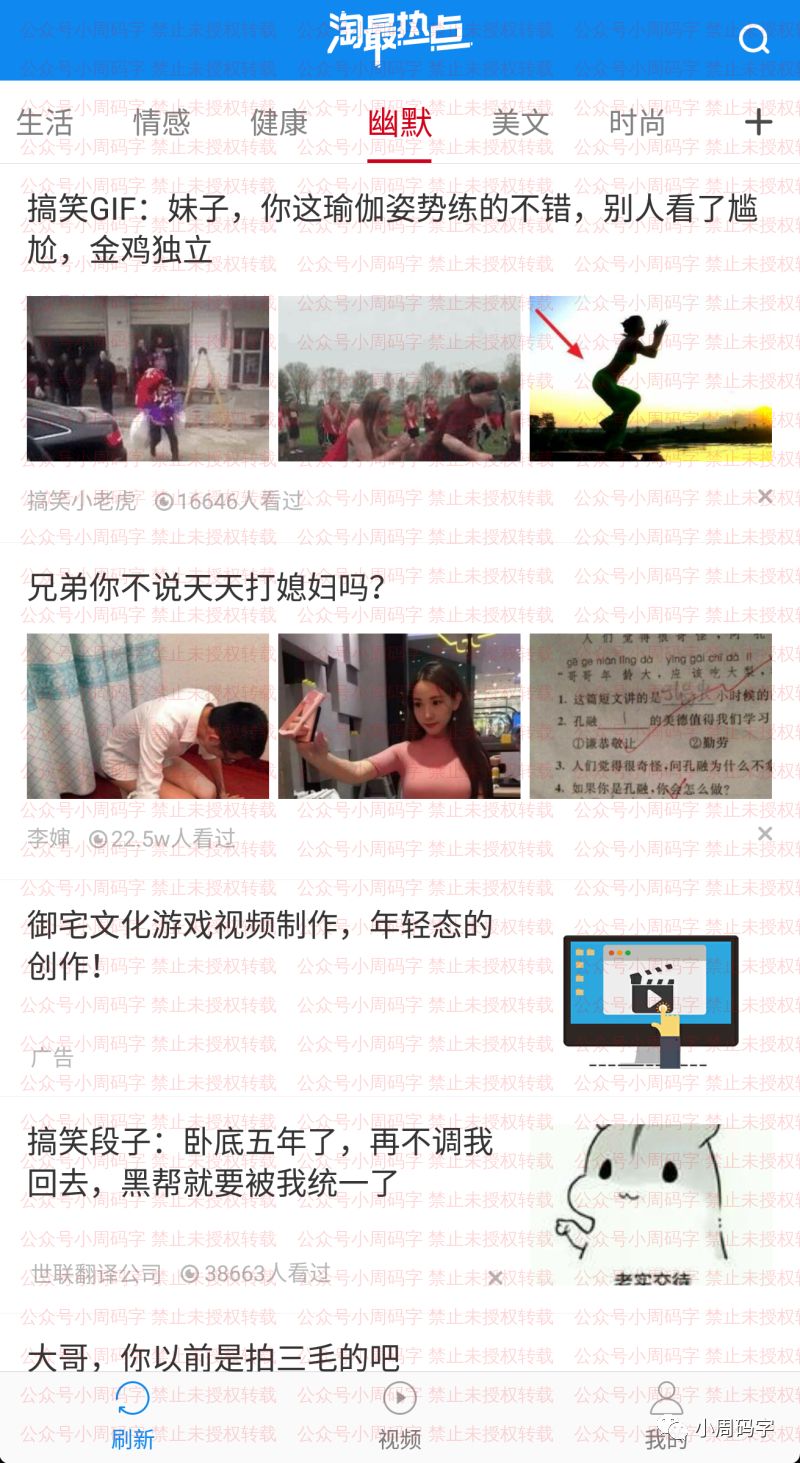 淘最热点
生活 情感 健康 幽默 美文 时尚 +
搞笑GIF：妹子，你这瑜伽姿势练的不错，别人看了尴
尬，金鸡独立
搞笑小老虎 16646人看过
兄弟你不说天天打媳妇吗？
人们觉得很奇怪，问孔
gē ge nián líng dà yīng gāi chī dà lí
"哥哥年龄大，应该吃大梨，
1. 这篇短文讲的是 小时候的
2. 孔融 的美德值得我们学习
①谦恭敬让 ②勤劳
3. 人们觉得很奇怪，问孔融为什么不
4. 如果你是孔融，你会怎么做？
李婶 22.5w人看过
御宅文化游戏视频制作，年轻态的
创作！
广告
搞笑段子：卧底五年了，再不调我
回去，黑帮就要被我统一了
老实交待
世联翻译公司 38663人看过
大哥，你以前是拍三毛的吧
刷新 视频 我的
小周码字
公众号小周码字 禁止未授权转载